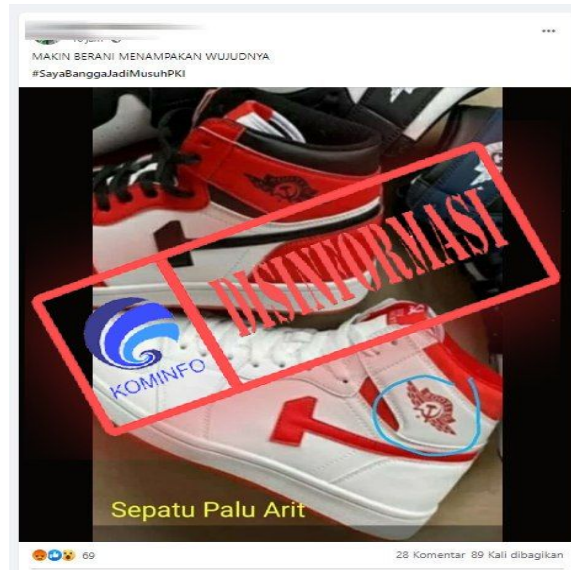 MAKIN BERANI MENAMPAKAN WUJUDNYA
#SayaBanggaJadiMusuhPKI
DISINFORMASI
KOMINFO
Sepatu Palu Arit
69
28 Komentar 89 Kali dibagikan